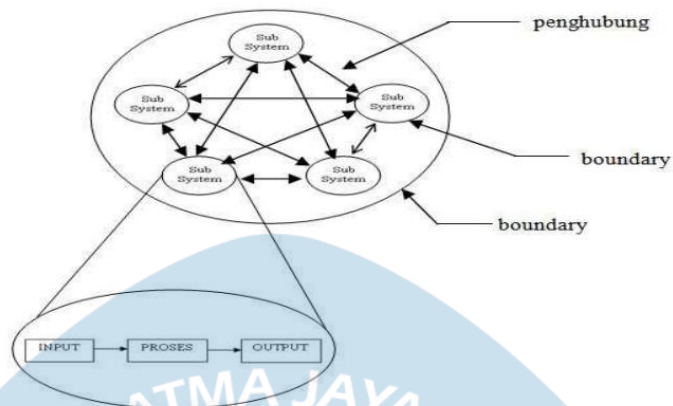 penghubung
Sub
System
Sub
System
Sub
System
boundary
Sub
System
Sub
System
boundary
INPUT
PROSES
OUTPUT
ATMA JAYA